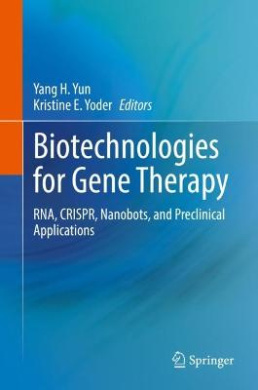 Yang H. Yun
Kristine E. Yoder Editors
Biotechnologies
for Gene Therapy
RNA, CRISPR, Nanobots, and Preclinical
Applications
Springer